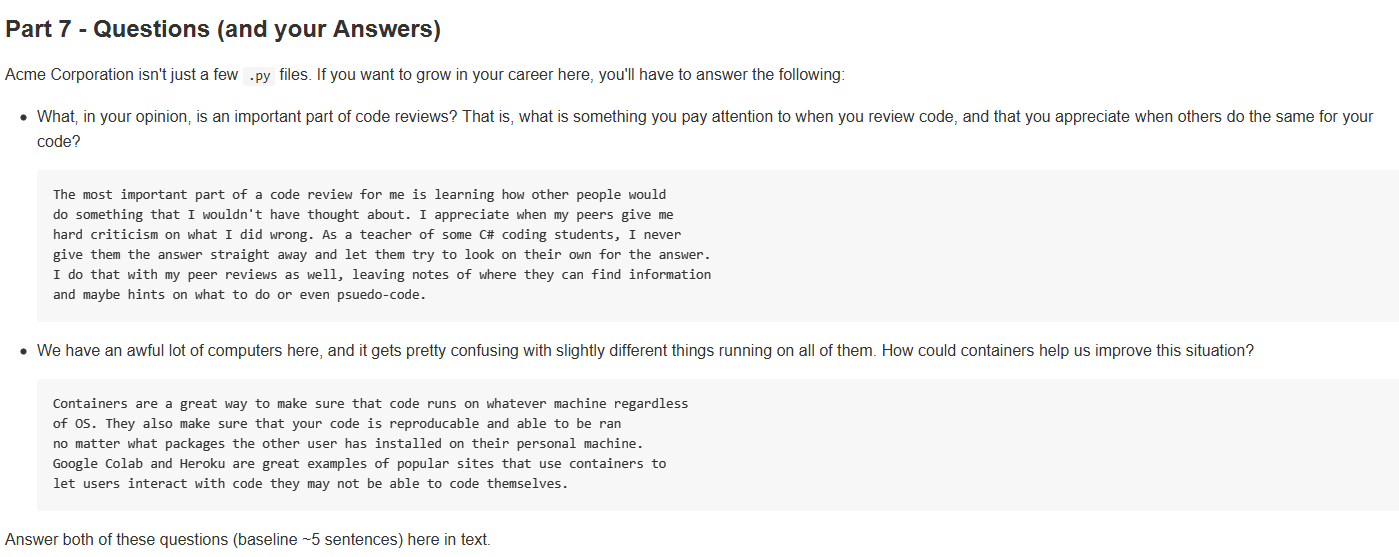 Part 7 - Questions (and your Answers)
Acme Corporation isn't just a few .py files. If you want to grow in your career here, you'll have to answer the following:
• What, in your opinion, is an important part of code reviews? That is, what is something you pay attention to when you review code, and that you appreciate when others do the same for your
code?
The most important part of a code review for me is learning how other people would
do something that I wouldn't have thought about. I appreciate when my peers give me
hard criticism on what I did wrong. As a teacher of some C# coding students, I never
give them the answer straight away and let them try to look on their own for the answer.
I do that with my peer reviews as well, leaving notes of where they can find information
and maybe hints on what to do or even psuedo-code.
• We have an awful lot of computers here, and it gets pretty confusing with slightly different things running on all of them. How could containers help us improve this situation?
Containers are a great way to make sure that code runs on whatever machine regardless
of OS. They also make sure that your code is reproducable and able to be ran
no matter what packages the other user has installed on their personal machine.
Google Colab and Heroku are great examples of popular sites that use containers to
let users interact with code they may not be able to code themselves.
Answer both of these questions (baseline ~5 sentences) here in text.